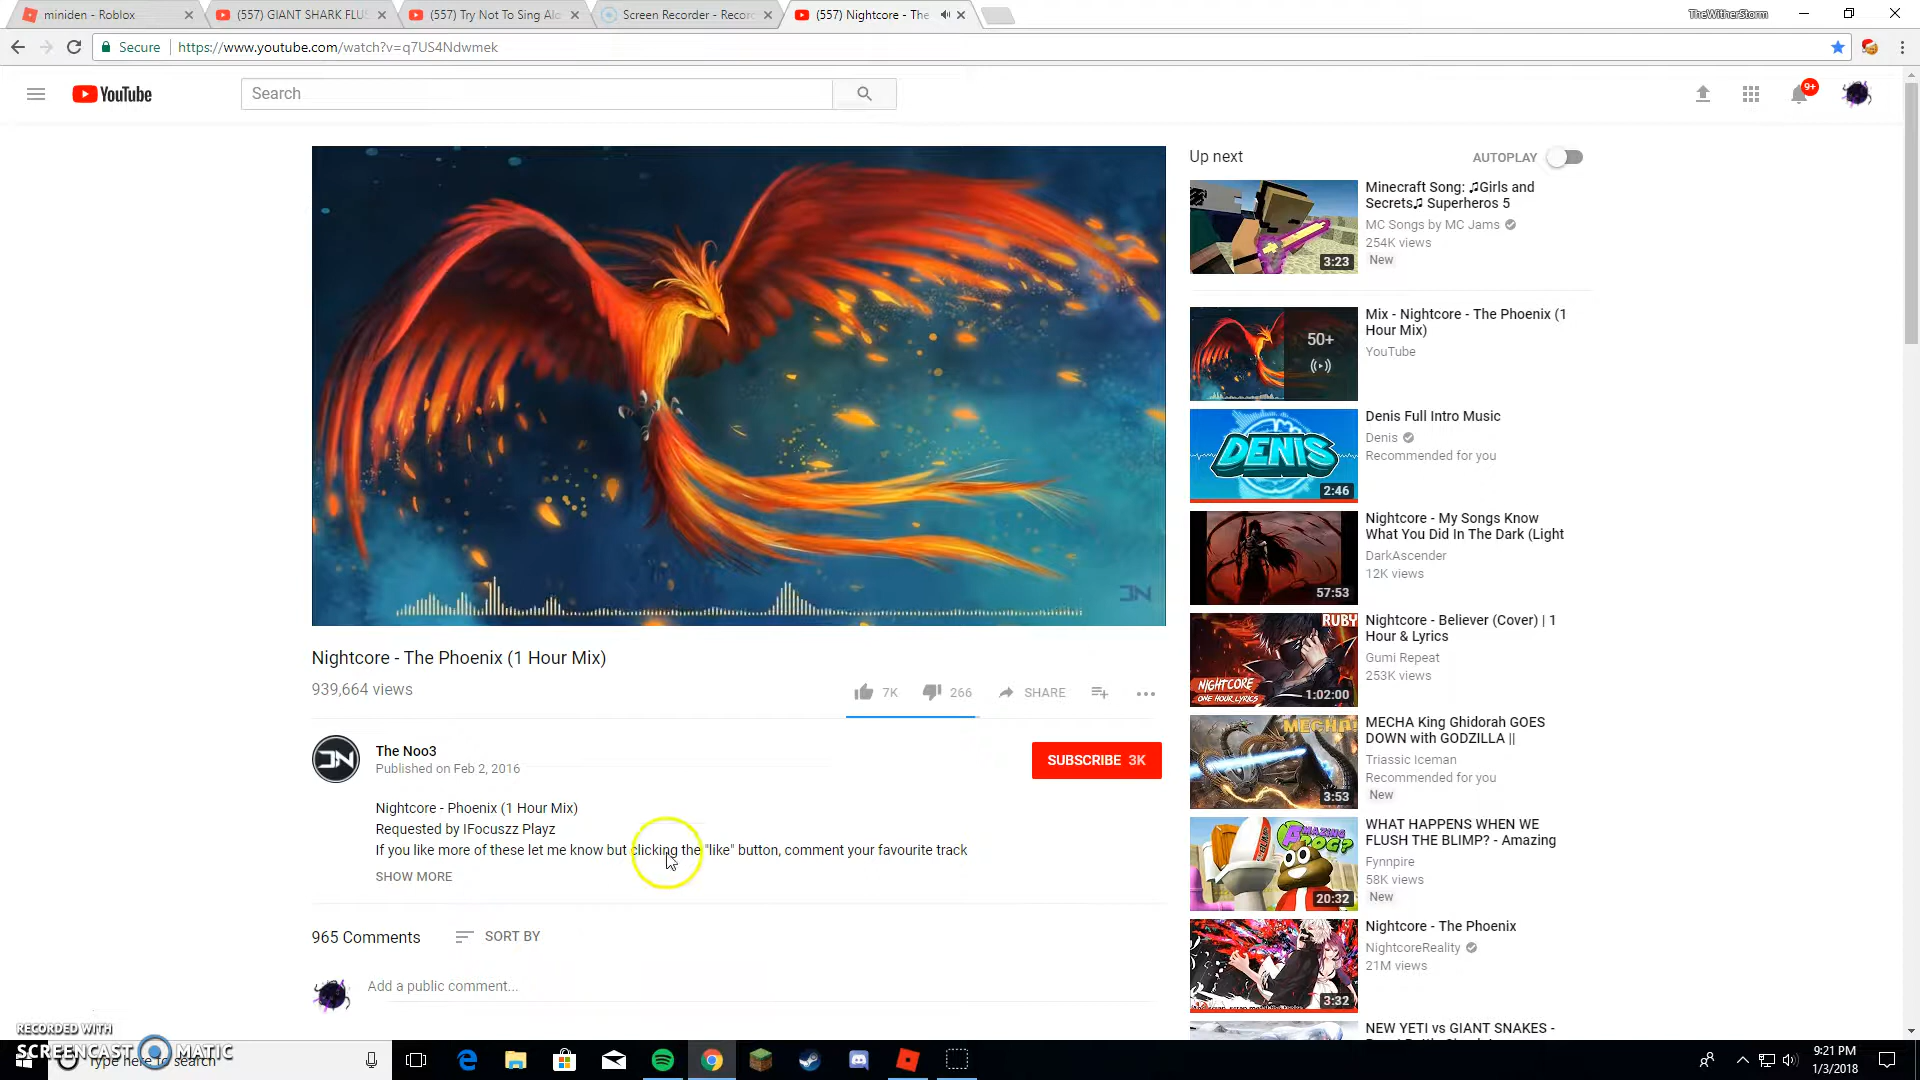 miniden - Roblox
(557) GIANT SHARK FLUS
(557) Try Not To Sing Alo
Screen Recorder - Record
(557) Nightcore - The
TheWitherStorm
Secure
https://www.youtube.com/watch?v=q7US4Ndwmek
YouTube
Search
9+
Up next
AUTOPLAY
Minecraft Song: ♫Girls and
Secrets♫ Superheros 5
MC Songs by MC Jams
254K views
New
3:23
Mix - Nightcore - The Phoenix (1
Hour Mix)
YouTube
50+
Denis Full Intro Music
Denis
Recommended for you
DENIS
2:46
Nightcore - My Songs Know
What You Did In The Dark (Light
DarkAscender
12K views
57:53
Nightcore - Believer (Cover) | 1
Hour & Lyrics
Gumi Repeat
253K views
RUBY
NIGHTCORE
ONE HOUR LYRICS
1:02:00
MECHA King Ghidorah GOES
DOWN with GODZILLA ||
Triassic Iceman
Recommended for you
New
MECHA
3:53
WHAT HAPPENS WHEN WE
FLUSH THE BLIMP? - Amazing
Fynnpire
58K views
New
AMAZING
FROG?
20:32
Nightcore - The Phoenix
NightcoreReality
21M views
3:32
NEW YETI vs GIANT SNAKES -
Nightcore - The Phoenix (1 Hour Mix)
939,664 views
7K
266
SHARE
The Noo3
Published on Feb 2, 2016
SUBSCRIBE 3K
Nightcore - Phoenix (1 Hour Mix)
Requested by IFocuszz Playz
If you like more of these let me know but clicking the "like" button, comment your favourite track
SHOW MORE
965 Comments
SORT BY
Add a public comment...
RECORDED WITH
SCREENCAST MATIC
Type here to search
9:21 PM
1/3/2018